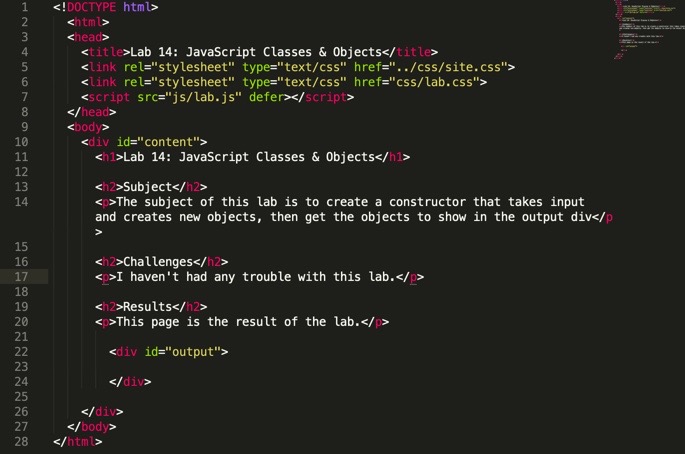 1 <!DOCTYPE html>
2 <html>
3 <head>
4 <title>Lab 14: JavaScript Classes & Objects</title>
5 <link rel="stylesheet" type="text/css" href="../css/site.css">
6 <link rel="stylesheet" type="text/css" href="css/lab.css">
7 <script src="js/lab.js" defer></script>
8 </head>
9 <body>
10 <div id="content">
11 <h1>Lab 14: JavaScript Classes & Objects</h1>
12
13 <h2>Subject</h2>
14 <p>The subject of this lab is to create a constructor that takes input
and creates new objects, then get the objects to show in the output div</p
>
15
16 <h2>Challenges</h2>
17 <p>I haven't had any trouble with this lab.</p>
18
19 <h2>Results</h2>
20 <p>This page is the result of the lab.</p>
21
22 <div id="output">
23
24 </div>
25
26 </div>
27 </body>
28 </html>